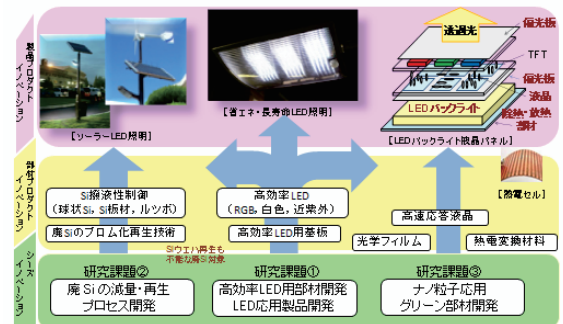 製品プロダクト
イノベーション
【ソーラーLED照明】
【省エネ・長寿命LED照明】
透過光
偏光板
TFT
偏光板
液晶
LEDバックライト
除熱・放熱
部材
【LEDバックライト液晶パネル】
部材プロダクト
イノベーション
Si撥液性制御
(球状Si, Si板材, ルツボ)
廃Siのブロム化再生技術
高効率LED
(RGB, 白色, 近紫外)
高効率LED用基板
高速応答液晶
光学フィルム
熱電変換材料
【熱電セル】
シーズ
イノベーション
Siウエハ再生も
不能な廃Si対象
研究課題②
廃Siの減量・再生
プロセス開発
研究課題①
高効率LED用部材開発
LED応用製品開発
研究課題③
ナノ粒子応用
グリーン部材開発